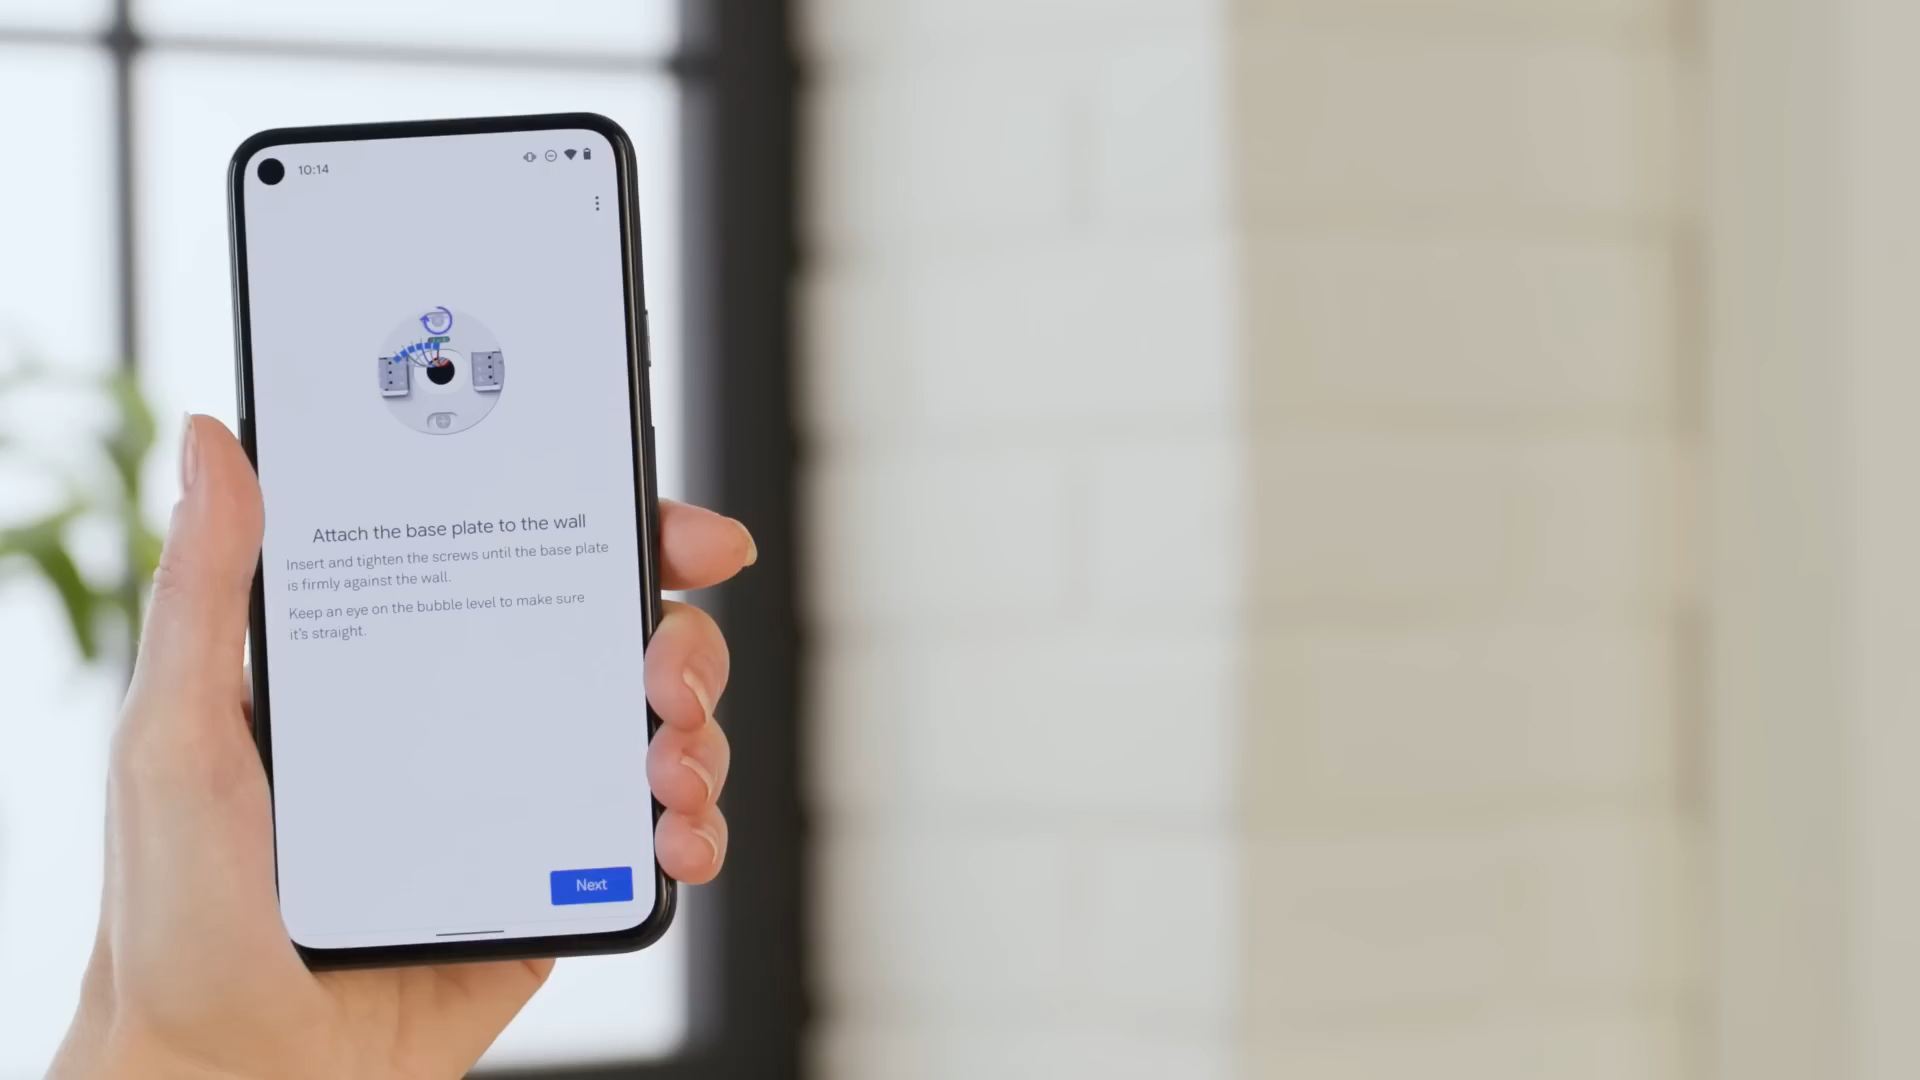 10:14
Attach the base plate to the wall
Insert and tighten the screws until the base plate
is firmly against the wall.
Keep an eye on the bubble level to make sure
it's straight.
Next